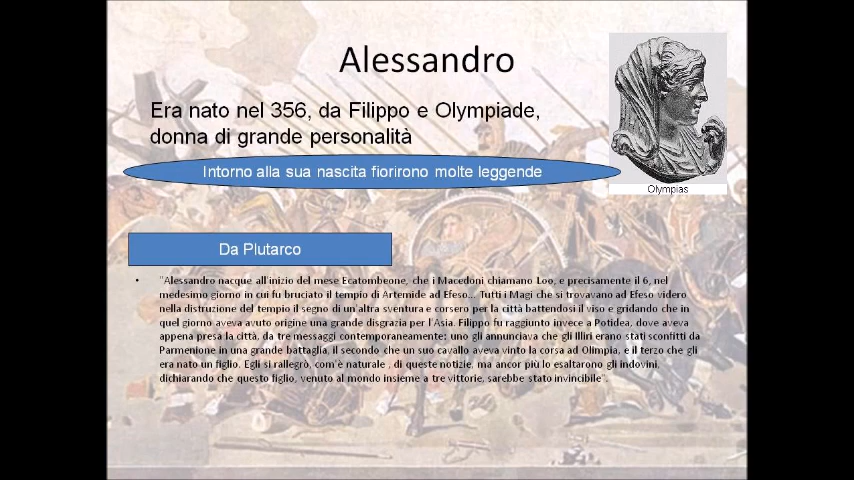 Alessandro
Era nato nel 356, da Filippo e Olympiade,
donna di grande personalità
Intorno alla sua nascita fiorirono molte leggende
Olympias
Da Plutarco
• "Alessandro nacque all'inizio del mese Ecatombeone, che i Macedoni chiamano Loo, e precisamente il 6, nel
medesimo giorno in cui fu bruciato il tempio di Artemide ad Efeso... Tutti i Magi che si trovavano ad Efeso videro
nella distruzione del tempio il segno di un'altra sventura e corsero per la città battendosi il viso e gridando che in
quel giorno aveva avuto origine una grande disgrazia per l'Asia. Filippo fu raggiunto invece a Potidea, dove aveva
appena presa la città, da tre messaggi contemporaneamente: uno gli annunciava che gli Illiri erano stati sconfitti da
Parmenione in una grande battaglia, il secondo che un suo cavallo aveva vinto la corsa ad Olimpia, e il terzo che gli
era nato un figlio. Egli si rallegrò, com'è naturale , di queste notizie, ma ancor più lo esaltarono gli indovini,
dichiarando che questo figlio, venuto al mondo insieme a tre vittorie, sarebbe stato invincibile".